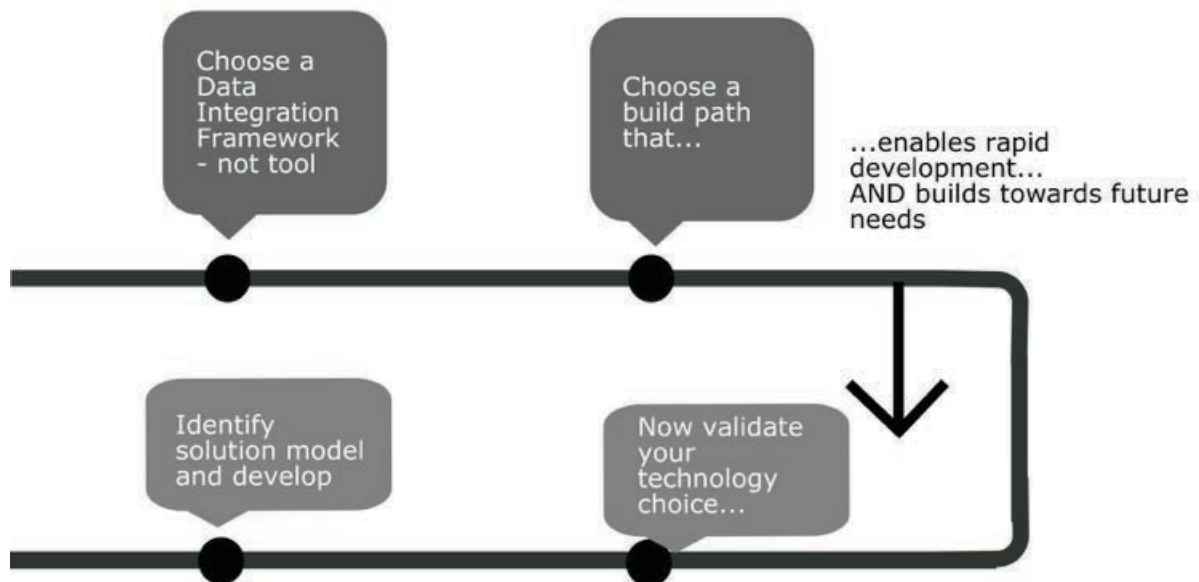 Choose a
Data
Integration
Framework
- not tool
Choose a
build path
that...
...enables rapid
development...
AND builds towards future
needs
Now validate
your
technology
choice...
Identify
solution model
and develop